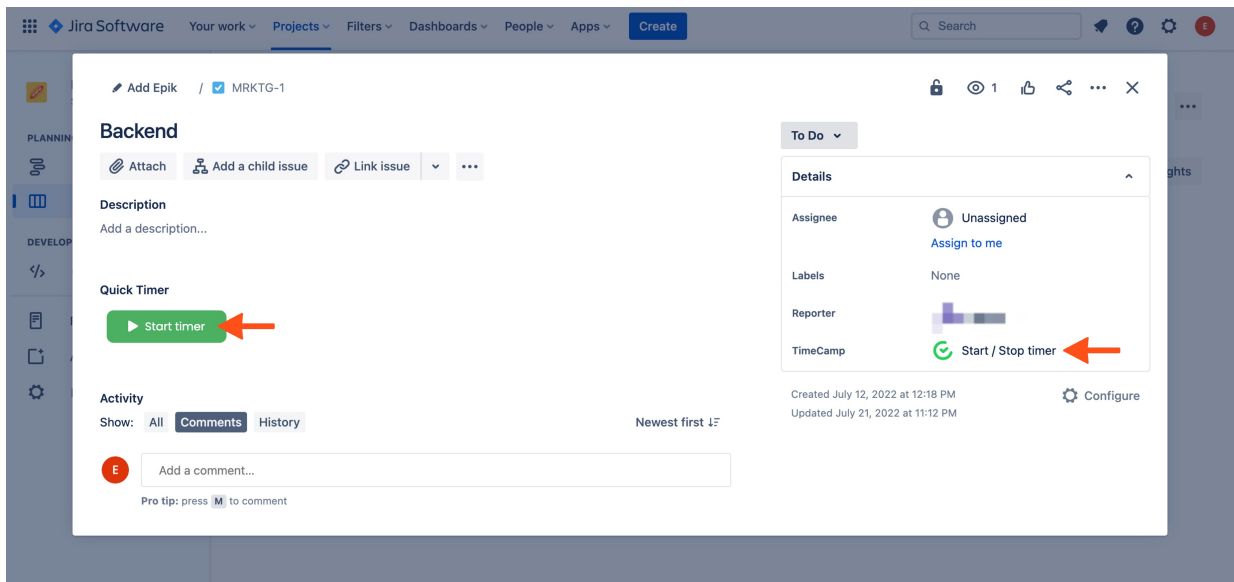 Jira Software Your work Projects Filters Dashboards People Apps Create Search E
Add Epik / MRKTG-1 1
Backend
Attach Add a child issue Link issue
Description
Add a description...
Quick Timer
Start timer
Activity
Show: All Comments History Newest first
E Add a comment...
Pro tip: press M to comment
To Do
Details
Assignee Unassigned
Assign to me
Labels None
Reporter
TimeCamp Start / Stop timer
Created July 12, 2022 at 12:18 PM
Updated July 21, 2022 at 11:12 PM
Configure
PLANNIN
DEVELOP
ghts